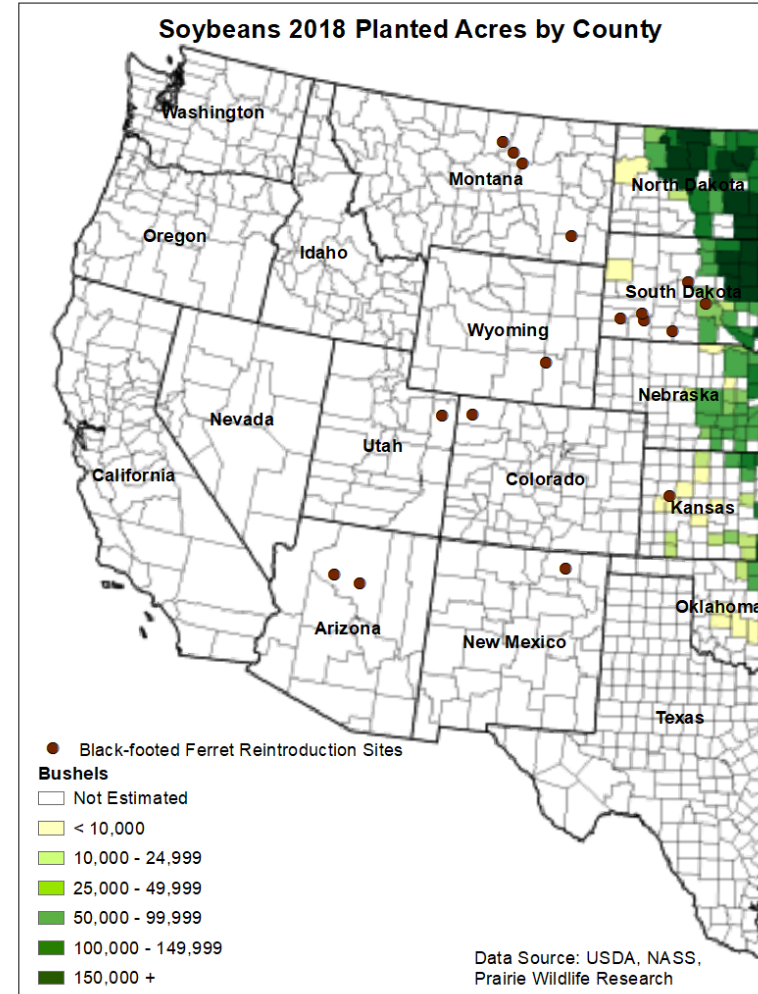 Soybeans 2018 Planted Acres by County
Washington
Montana
North Dakota
Oregon
Idaho
South Dakota
Wyoming
Nebraska
Nevada
Utah
California
Colorado
Kansas
Oklahoma
Arizona
New Mexico
Texas
Black-footed Ferret Reintroduction Sites
Bushels
Not Estimated
< 10,000
10,000 - 24,999
25,000 - 49,999
50,000 - 99,999
100,000 - 149,999
150,000 +
Data Source: USDA, NASS,
Prairie Wildlife Research